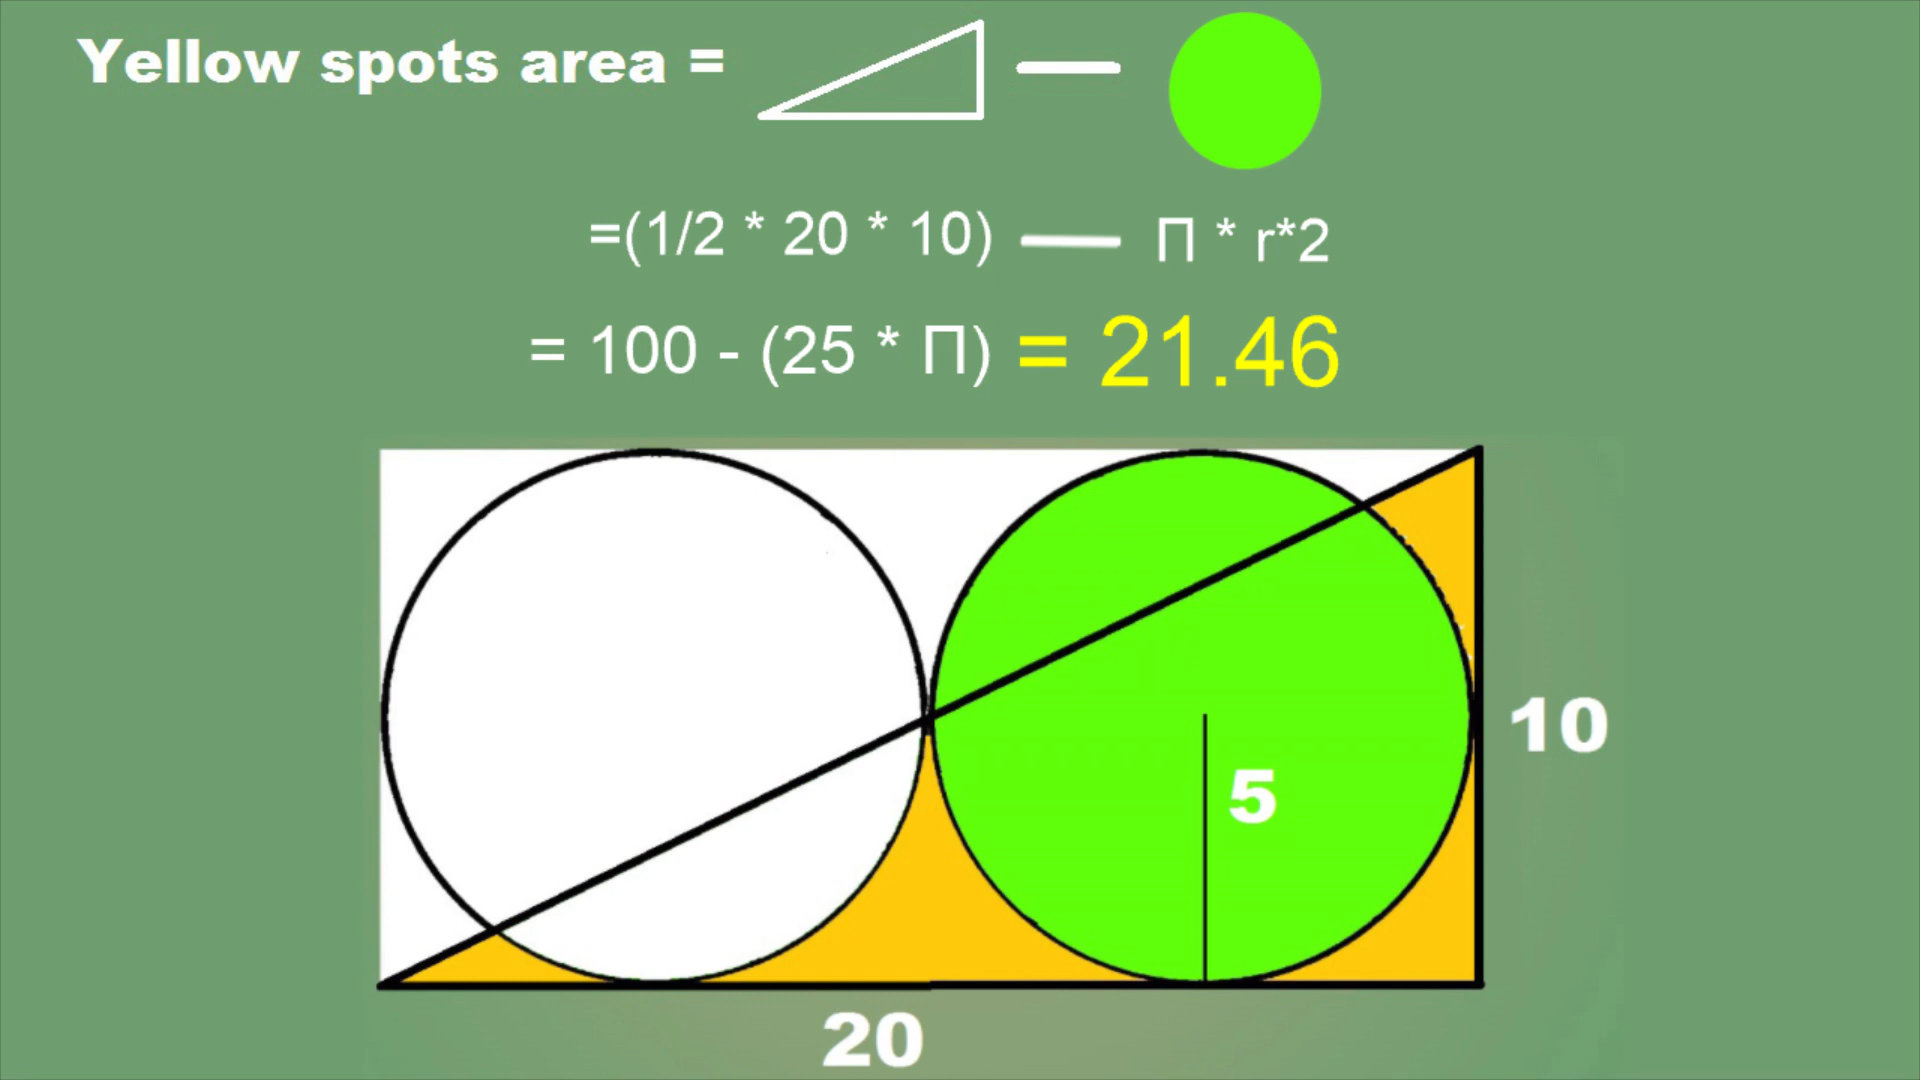 Yellow spots area =
=(1/2 * 20 * 10) — П * r*2
= 100 - (25 * П) = 21.46
5
10
20